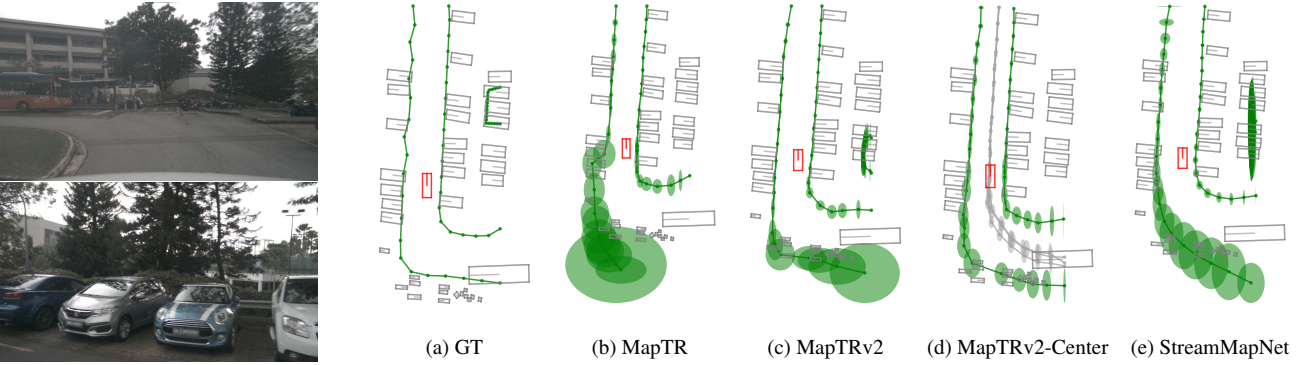 (a) GT
(b) MapTR
(c) MapTRv2
(d) MapTRv2-Center
(e) StreamMapNet